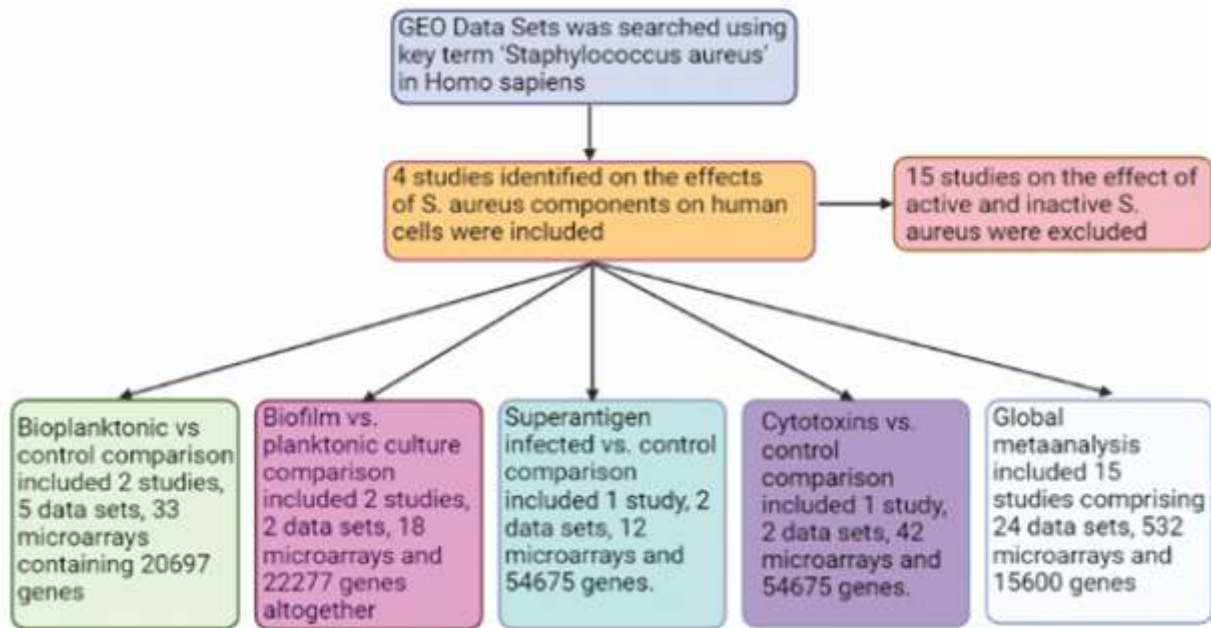 GEO Data Sets was searched using
key term 'Staphylococcus aureus'
in Homo sapiens
4 studies identified on the effects
of S. aureus components on human
cells were included
15 studies on the effect of
active and inactive S.
aureus were excluded
Bioplanktonic vs
control comparison
included 2 studies,
5 data sets, 33
microarrays
containing 20697
genes
Biofilm vs.
planktonic culture
comparison
included 2 studies,
2 data sets, 18
microarrays and
22277 genes
altogether
Superantigen
infected vs. control
comparison
included 1 study, 2
data sets, 12
microarrays and
54675 genes.
Cytotoxins vs.
control
comparison
included 1 study,
2 data sets, 42
microarrays and
54675 genes.
Global
metaanalysis
included 15
studies comprising
24 data sets, 532
microarrays and
15600 genes